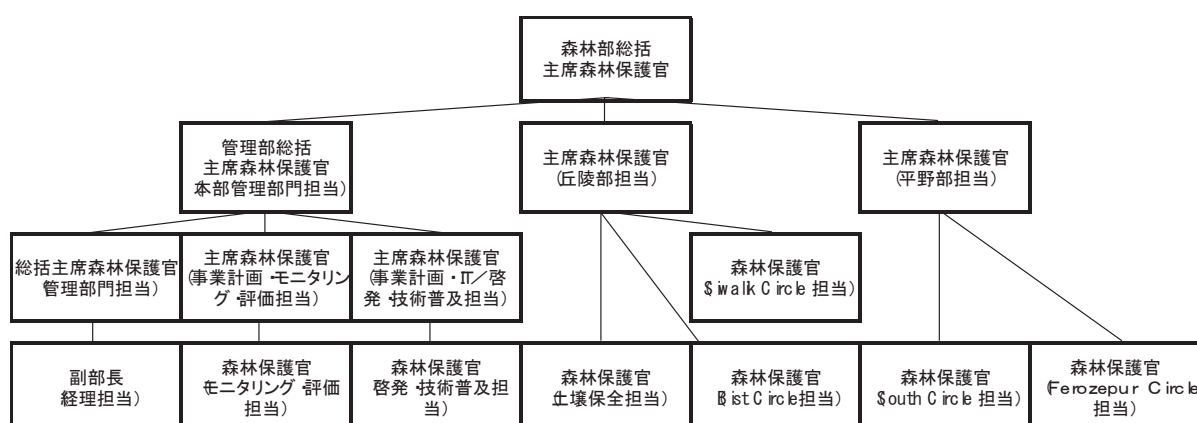 森林部総括
主席森林保護官
管理部総括
主席森林保護官
(本部管理部門担当)
主席森林保護官
(丘陵部担当)
主席森林保護官
(平野部担当)
総括主席森林保護官
(管理部門担当)
主席森林保護官
(事業計画・モニタリン
グ・評価担当)
主席森林保護官
(事業計画・IT/啓
発・技術普及担当)
森林保護官
(Siwalk Circle 担当)
副部長
(経理担当)
森林保護官
(モニタリング・評価
担当)
森林保護官
(啓発・技術普及担
当)
森林保護官
(土壌保全担当)
森林保護官
(Bist Circle担当)
森林保護官
(South Circle 担当)
森林保護官
(Ferozepur Circle
担当)